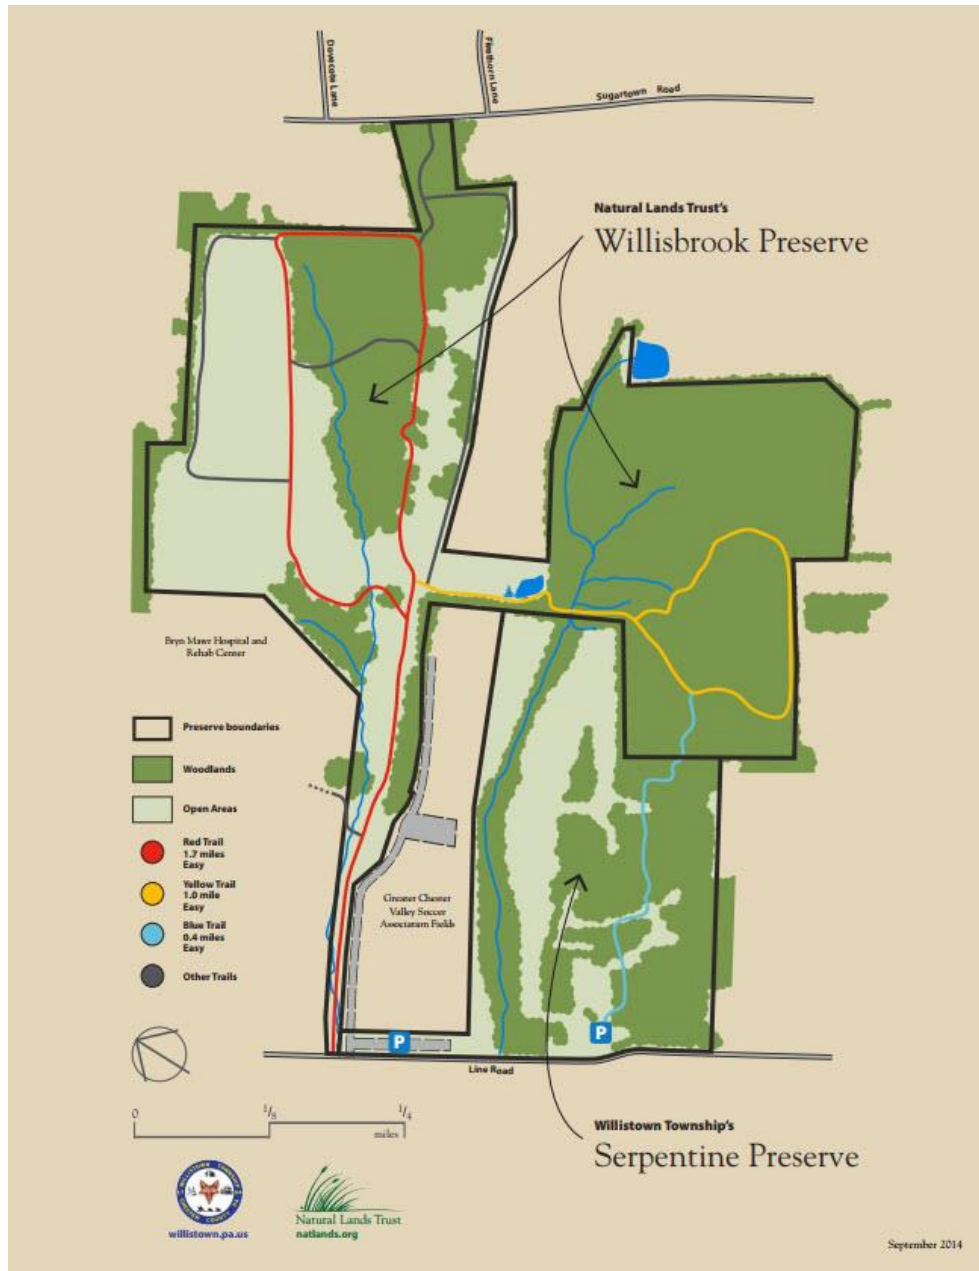 Dovecote Lane
Firethorn Lane
Sugartown Road
Natural Lands Trust's
Willisbrook Preserve
Bryn Mawr Hospital and
Rehab Center
Preserve boundaries
Woodlands
Open Areas
Red Trail
1.7 miles
Easy
Yellow Trail
1.0 mile
Easy
Blue Trail
0.4 miles
Easy
Other Trails
Greater Chester
Valley Soccer
Association Fields
P
P
Line Road
0
1/8
1/4
miles
Willistown Township's
Serpentine Preserve
willistown.pa.us
Natural Lands Trust
natlands.org
September 2014